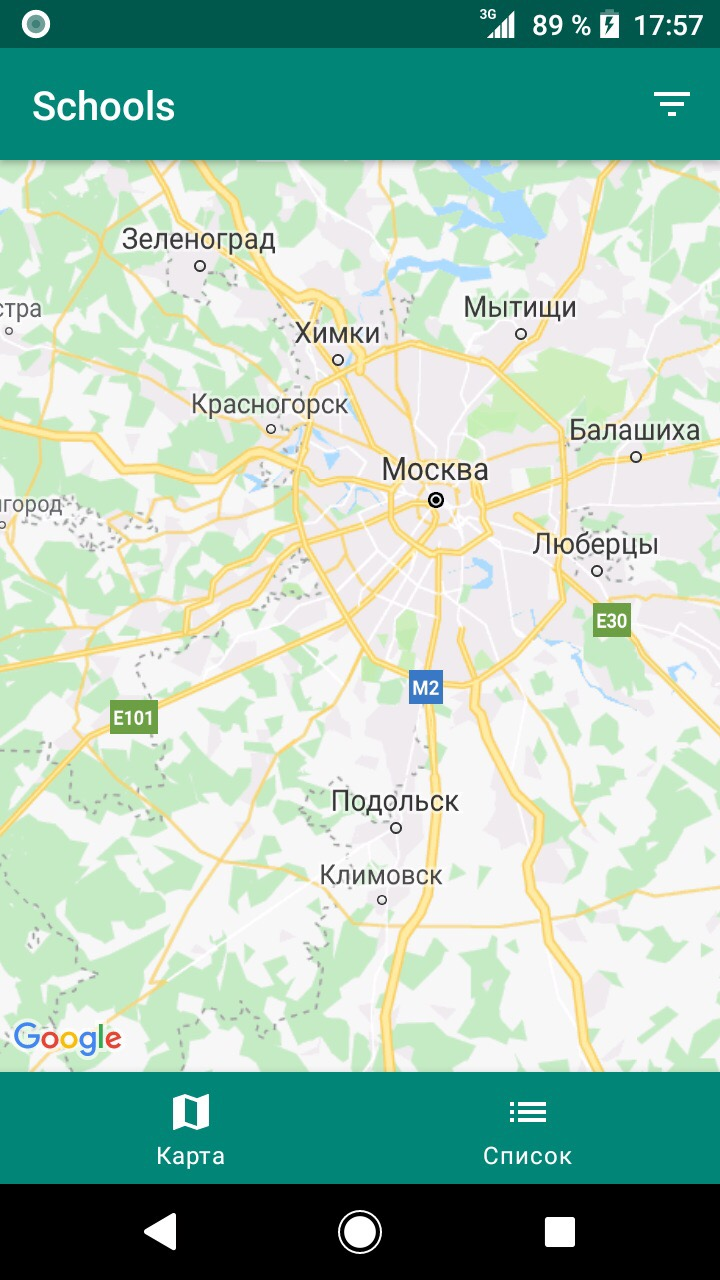 3G 89 % 17:57
Schools
Зеленоград
Мытищи
стра
Химки
Красногорск
Балашиха
Москва
город
Люберцы
E30
M2
E101
Подольск
Климовск
Google
Карта
Список